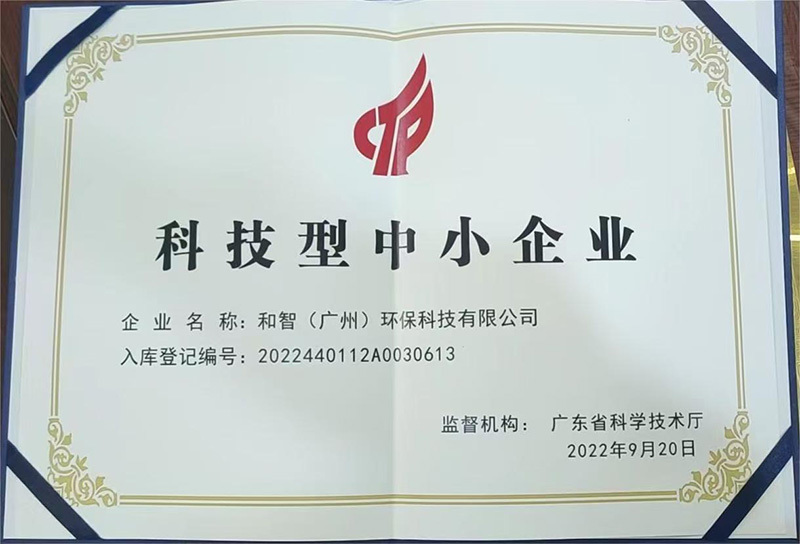 CTP
科技型中小企业
企业名称：和智（广州）环保科技有限公司
入库登记编号：2022440112A0030613
监督机构：广东省科学技术厅
2022年9月20日